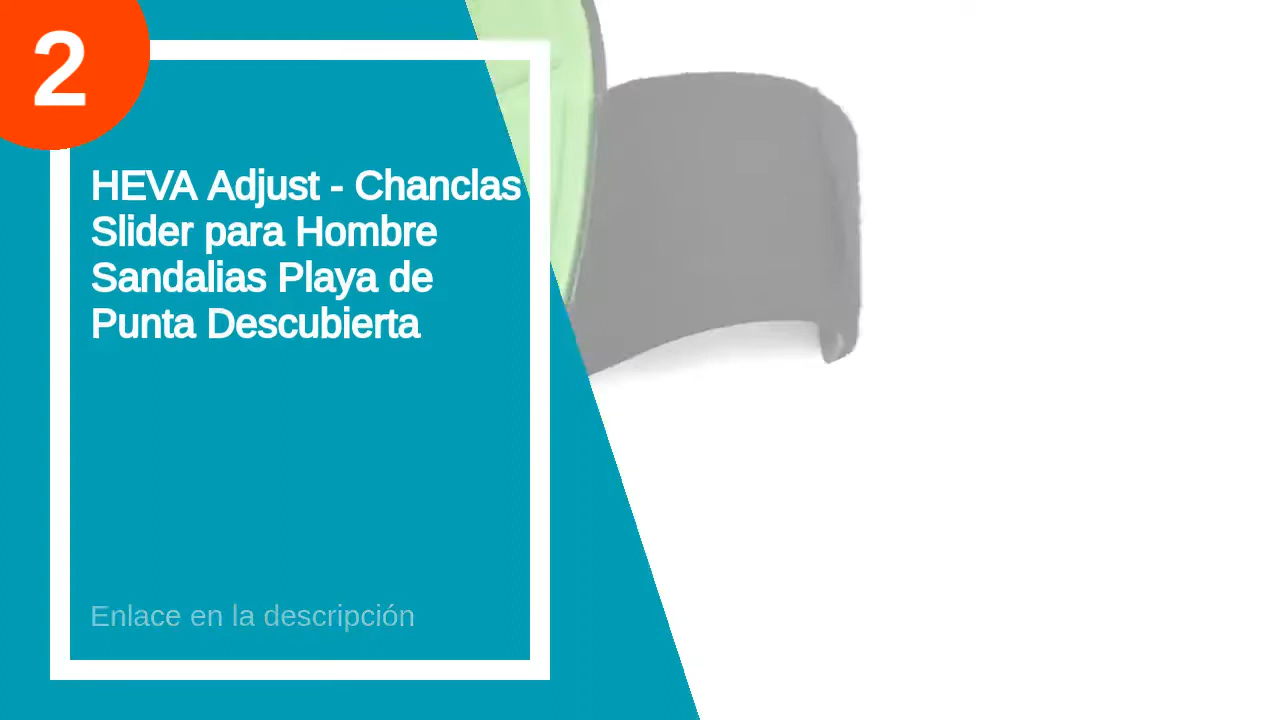 2
HEVA Adjust - Chanclas
Slider para Hombre
Sandalias Playa de
Punta Descubierta
Enlace en la descripción